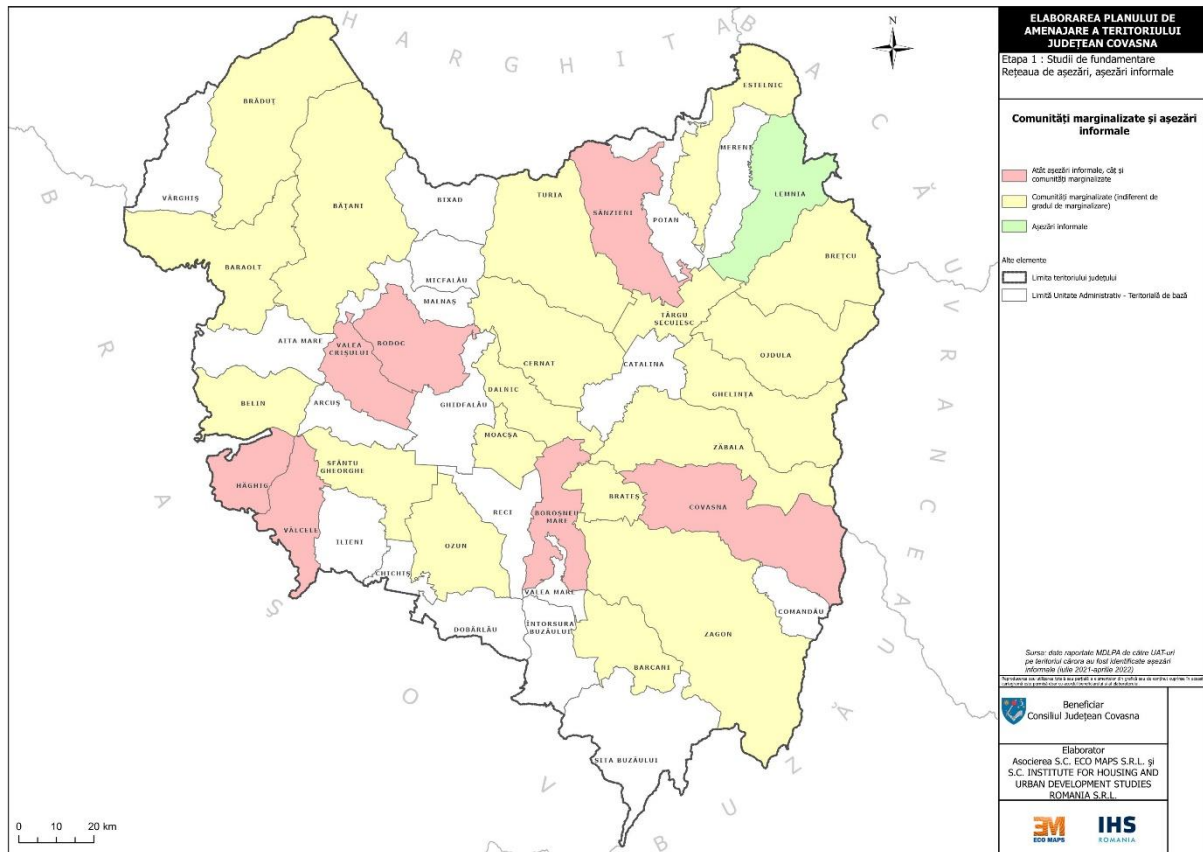 HARGHITA
BACĂU
VRANCEA
BUZĂU
BRAȘOV
N
ESTELNIC
BRĂDUȚ
MERENI
LEMNIA
VÂRGHIȘ
BĂȚANI
BIXAD
TURIA
SÂNZIENI
POIAN
BREȚCU
BARAOLT
MICFALĂU
MALNAȘ
TÂRGU
SECUIESC
AITA MARE
VALEA
CRIȘULUI
BODOC
CERNAT
CATALINA
OJDULA
BELIN
ARCUȘ
GHIDFALĂU
DALNIC
GHELINȚA
MOACȘA
ZĂBALA
SFÂNTU
GHEORGHE
HĂGHIG
BRATEȘ
COVASNA
VÂLCELE
RECI
BOROȘNEU
MARE
ILIENI
OZUN
CHICHIȘ
VALEA MARE
COMANDĂU
DOBÂRLĂU
ÎNTORSURA
BUZĂULUI
ZAGON
BARCANI
SITA BUZĂULUI
0 10 20 km
ELABORAREA PLANULUI DE
AMENAJARE A TERITORIULUI
JUDEȚEAN COVASNA
Etapa 1 : Studii de fundamentare
Rețeaua de așezări, așezări informale
Comunități marginalizate și așezări
informale
Atât așezări informale, cât și
comunități marginalizate
Comunități marginalizate (indiferent de
gradul de marginalizare)
Așezări informale
Alte elemente
Limita teritoriului județului
Limită Unitate Administrativ - Teritorială de bază
Sursa: date raportate MDLPA de către UAT-uri
pe teritoriul cărora au fost identificate așezări
informale (iulie 2021-aprilie 2022)
Beneficiar
Consiliul Județean Covasna
Elaborator
Asocierea S.C. ECO MAPS S.R.L. și
S.C. INSTITUTE FOR HOUSING AND
URBAN DEVELOPMENT STUDIES
ROMANIA S.R.L.
ECO MAPS
IHS
ROMANIA